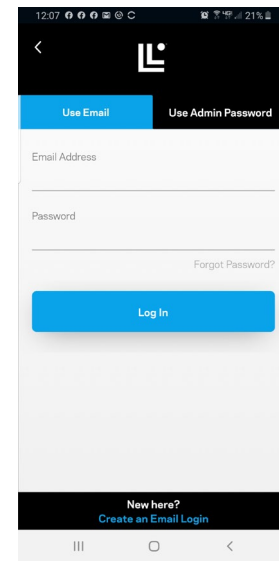 12:07 21%
Use Email Use Admin Password
Email Address
Password
Forgot Password?
Log In
New here?
Create an Email Login